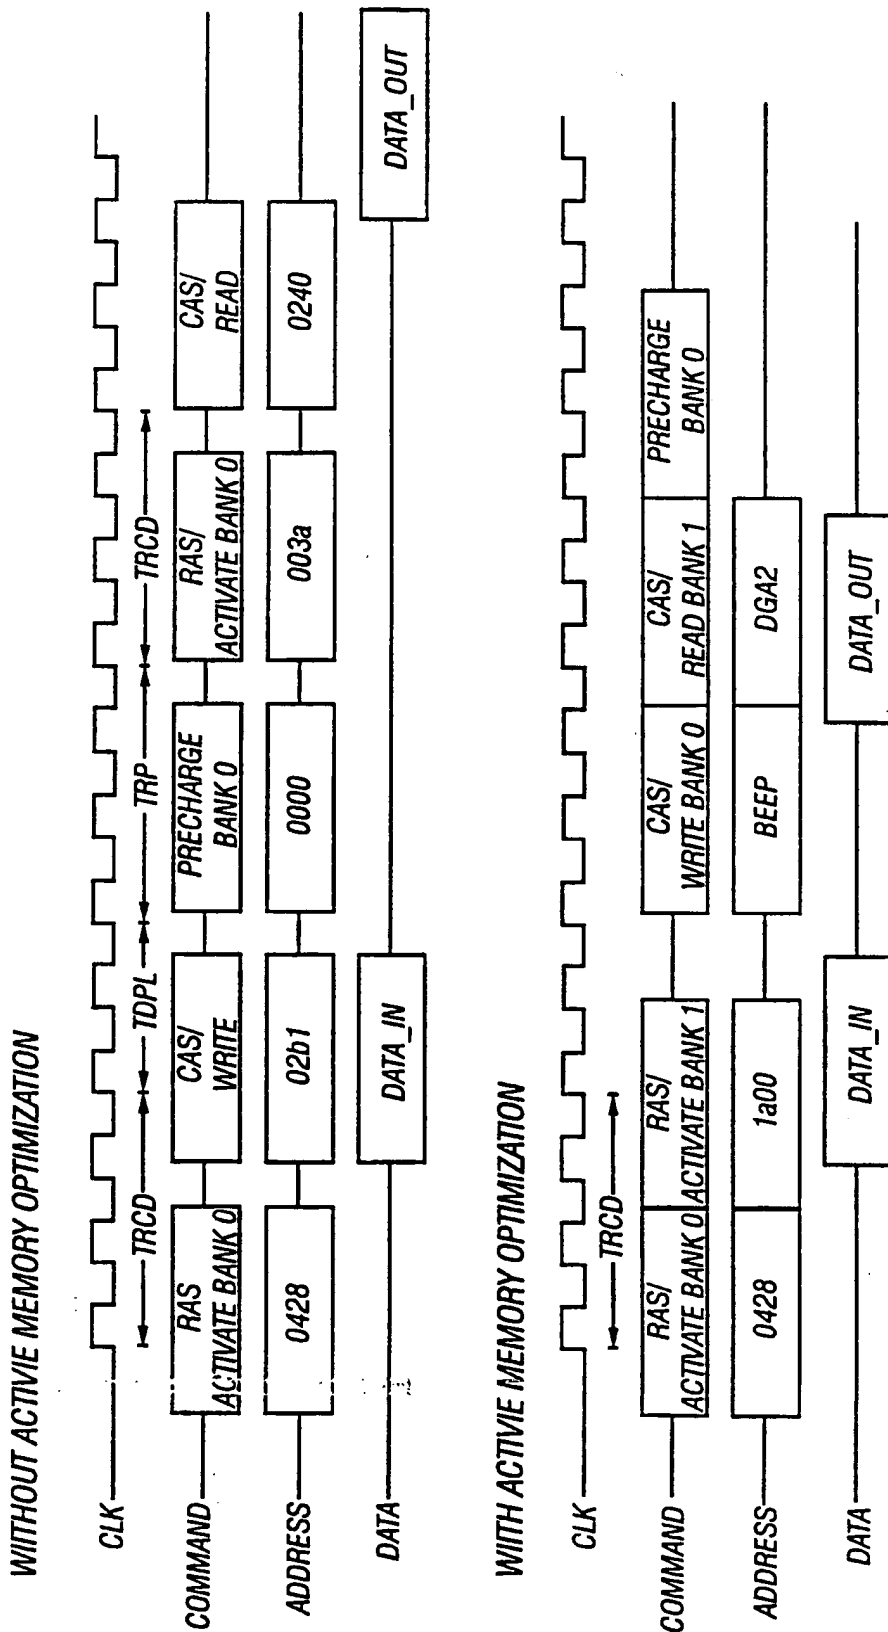 WIITHOUT ACTIVIE MEMORY OPTIMIZATION
CLK
TRCD
TDPL
TRP
TRCD
COMMAND
RAS
ACTIVATE BANK 0
CAS/
WRITE
PRECHARGE
BANK 0
RAS/
ACTIVATE BANK 0
CAS/
READ
ADDRESS
0428
02b1
0000
003a
0240
DATA
DATA_IN
DATA_OUT
WIITH ACTIVIE MEMORY OPTIMIZATION
CLK
TRCD
COMMAND
RAS/
ACTIVATE BANK 0
RAS/
ACTIVATE BANK 1
CAS/
WRITE BANK 0
CAS/
READ BANK 1
PRECHARGE
BANK 0
ADDRESS
0428
1a00
BEEP
DGA2
DATA
DATA_IN
DATA_OUT